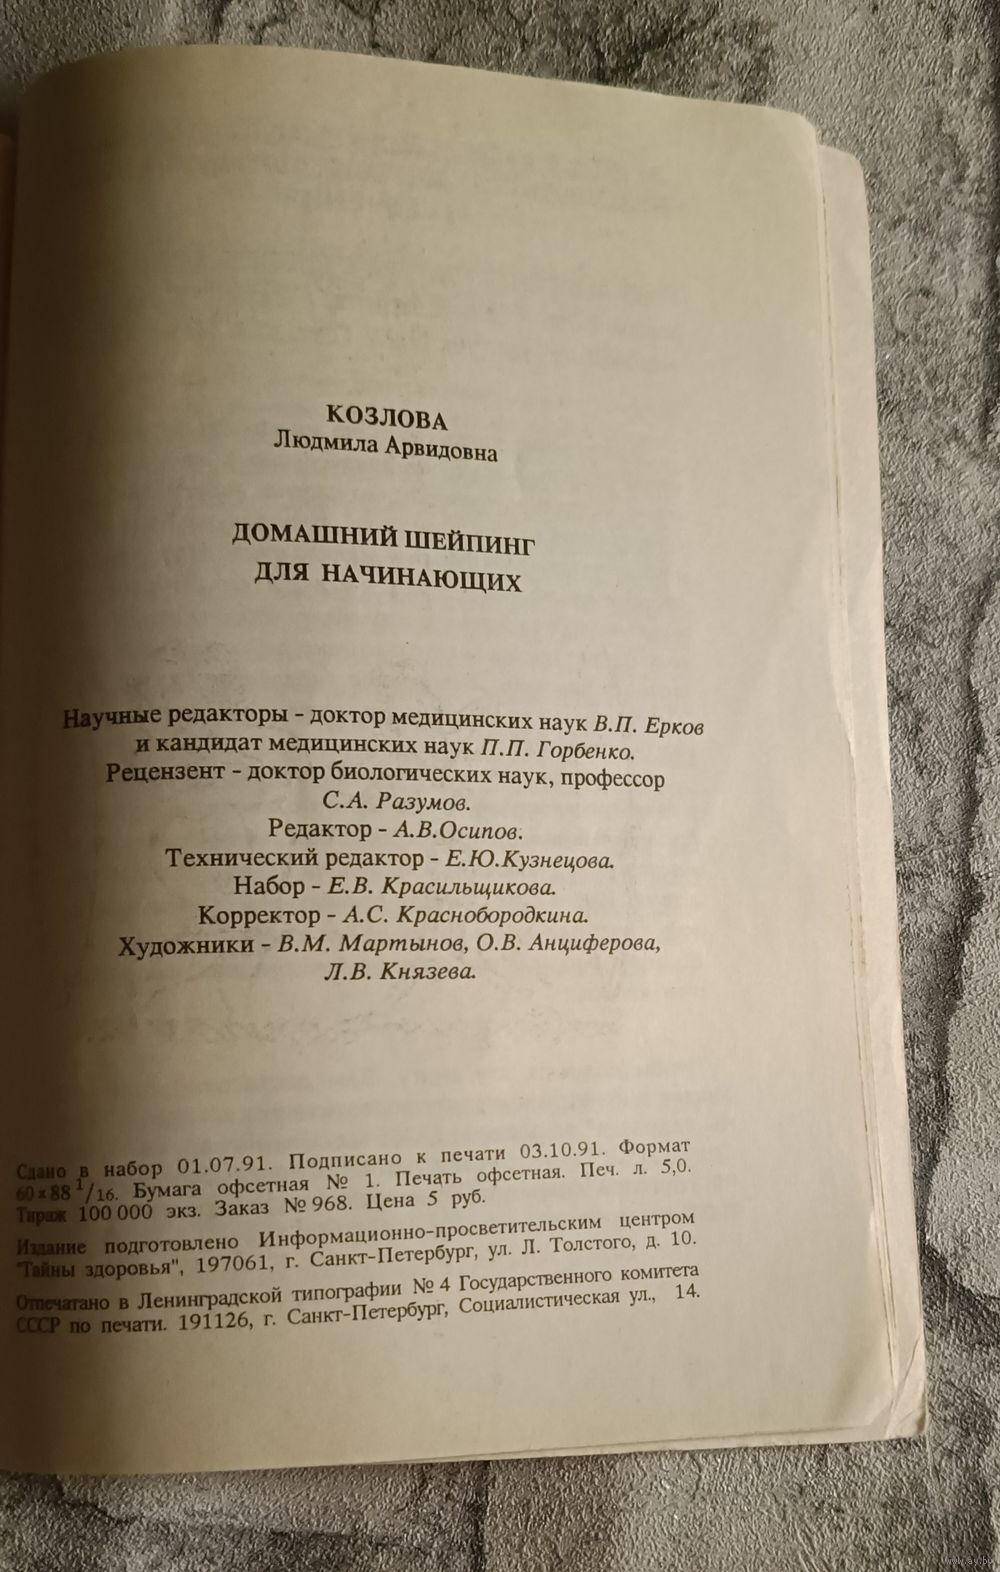 КОЗЛОВА
Людмила Арвидовна
ДОМАШНИЙ ШЕЙПИНГ
ДЛЯ НАЧИНАЮЩИХ
Научные редакторы - доктор медицинских наук В.П. Ерков
и кандидат медицинских наук П.П. Горбенко.
Рецензент - доктор биологических наук, профессор
С.А. Разумов.
Редактор - А.В.Осипов.
Технический редактор - Е.Ю.Кузнецова.
Набор - Е.В. Красильщикова.
Корректор - А.С. Краснобородкина.
Художники - В.М. Мартынов, О.В. Анциферова,
Л.В. Князева.
Сдано в набор 01.07.91. Подписано к печати 03.10.91. Формат
60×88 1/16. Бумага офсетная № 1. Печать офсетная. Печ. л. 5,0.
Тираж 100 000 экз. Заказ № 968. Цена 5 руб.
Издание подготовлено Информационно-просветительским центром
"Тайны здоровья", 197061, г. Санкт-Петербург, ул. Л. Толстого, д. 10.
Отпечатано в Ленинградской типографии № 4 Государственного комитета
СССР по печати. 191126, г. Санкт-Петербург, Социалистическая ул., 14.
www.ay.by